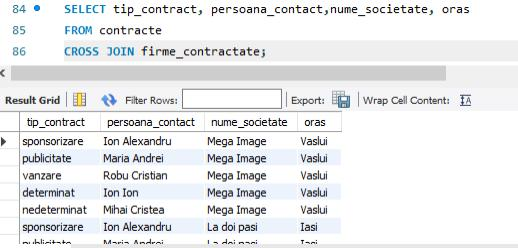 84 SELECT tip_contract, persoana_contact,nume_societate, oras
85 FROM contracte
86 CROSS JOIN firme_contractate;
Result Grid Filter Rows: Export: Wrap Cell Content: IA
tip_contract persoana_contact nume_societate oras
sponsorizare Ion Alexandru Mega Image Vaslui
publicitate Maria Andrei Mega Image Vaslui
vanzare Robu Cristian Mega Image Vaslui
determinat Ion Ion Mega Image Vaslui
nedeterminat Mihai Cristea Mega Image Vaslui
sponsorizare Ion Alexandru La doi pasi Iasi
publicitate Maria Andrei La doi pasi Iasi